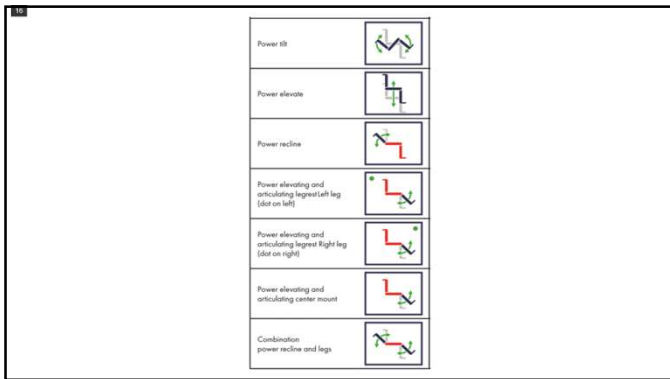 16
Power tilt
Power elevate
Power recline
Power elevating and
articulating legrest Left leg
(dot on left)
Power elevating and
articulating legrest Right leg
(dot on right)
Power elevating and
articulating center mount
Combination
power recline and legs